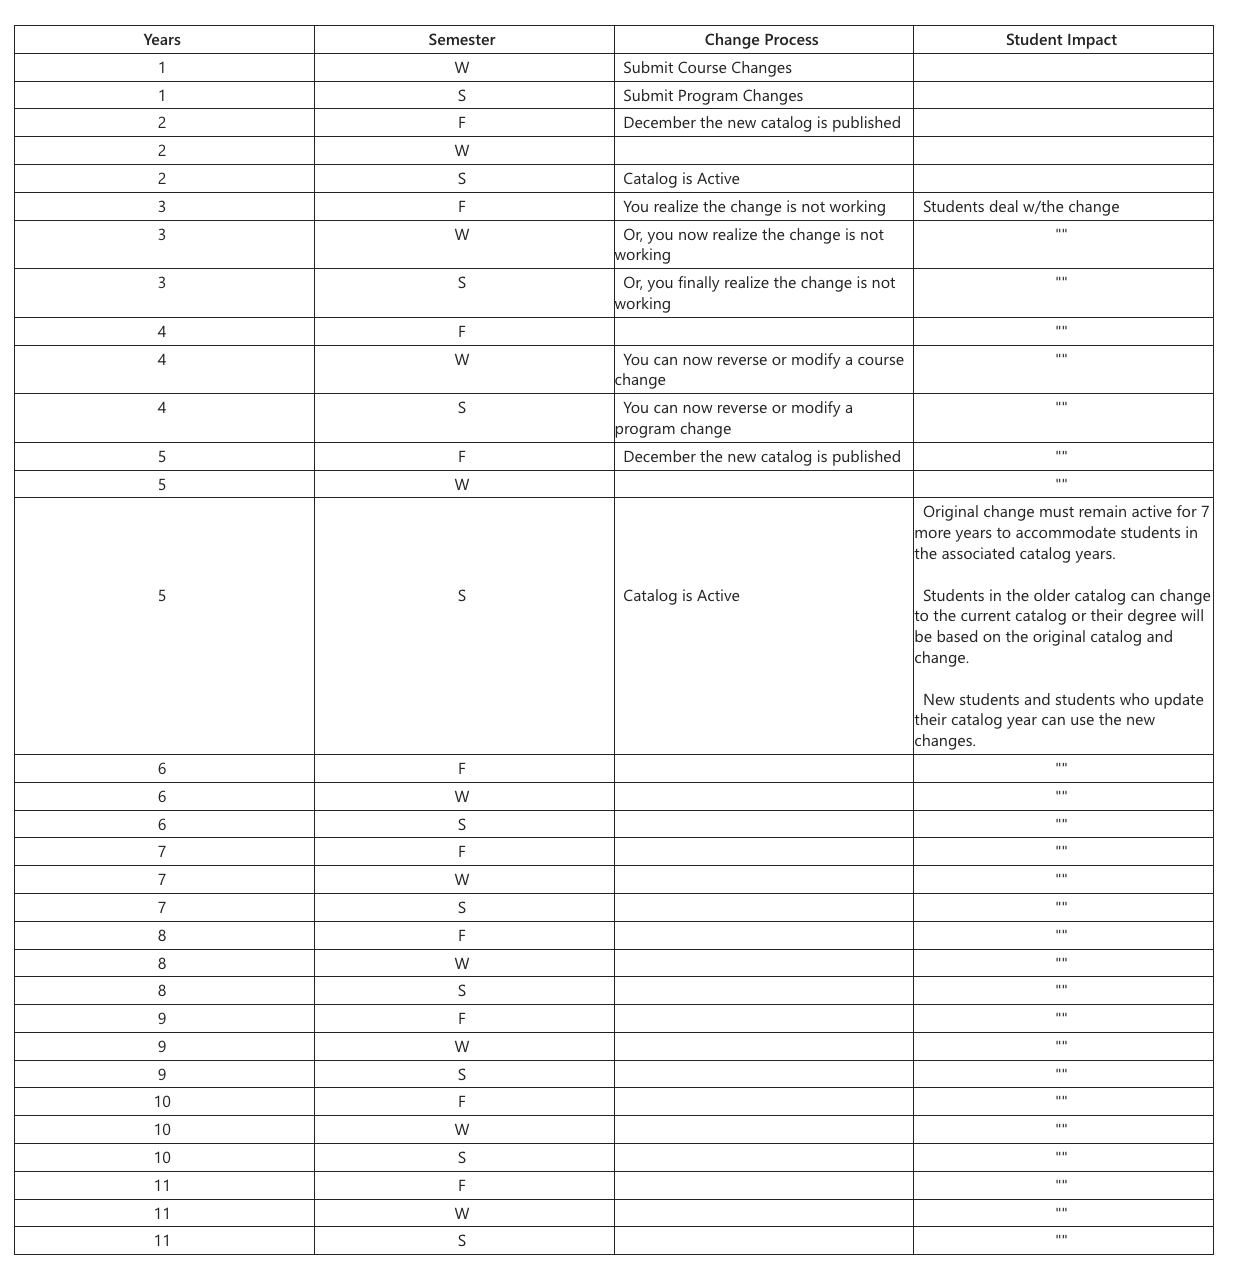 Years Semester Change Process Student Impact
1 W Submit Course Changes
1 S Submit Program Changes
2 F December the new catalog is published
2 W
2 S Catalog is Active
3 F You realize the change is not working Students deal w/the change
3 W Or, you now realize the change is not ""
working
3 S Or, you finally realize the change is not ""
working
4 F ""
4 W You can now reverse or modify a course ""
change
4 S You can now reverse or modify a ""
program change
5 F December the new catalog is published ""
5 W ""
Original change must remain active for 7
more years to accommodate students in
the associated catalog years.
5 S Catalog is Active Students in the older catalog can change
to the current catalog or their degree will
be based on the original catalog and
change.
New students and students who update
their catalog year can use the new
changes.
6 F ""
6 W ""
6 S ""
7 F ""
7 W ""
7 S ""
8 F ""
8 W ""
8 S ""
9 F ""
9 W ""
9 S ""
10 F ""
10 W ""
10 S ""
11 F ""
11 W ""
11 S ""